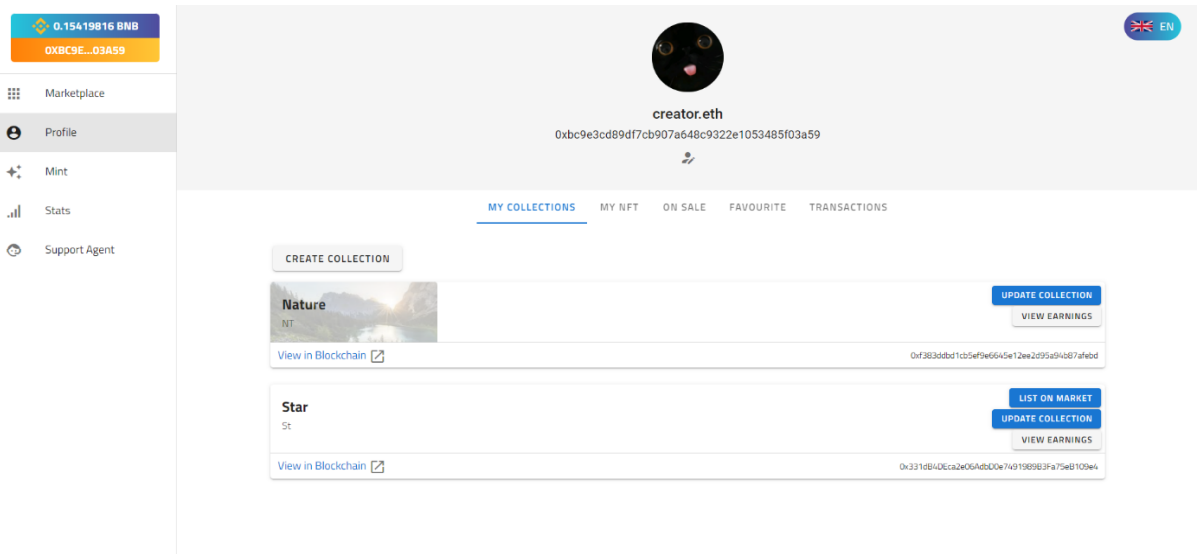 0.15419816 BNB
0XBC9E...03A59
EN
Marketplace
Profile
Mint
Stats
Support Agent
creator.eth
0xbc9e3cd89df7cb907a648c9322e1053485f03a59
MY COLLECTIONS MY NFT ON SALE FAVOURITE TRANSACTIONS
CREATE COLLECTION
Nature
NT
UPDATE COLLECTION
VIEW EARNINGS
View in Blockchain
0xf383ddbd1cb5ef9e6645e12ee2d95a94b87afebd
Star
St
LIST ON MARKET
UPDATE COLLECTION
VIEW EARNINGS
View in Blockchain
0x331dB4DEca2e06AdbD0e7491989B3Fa75eB109e4